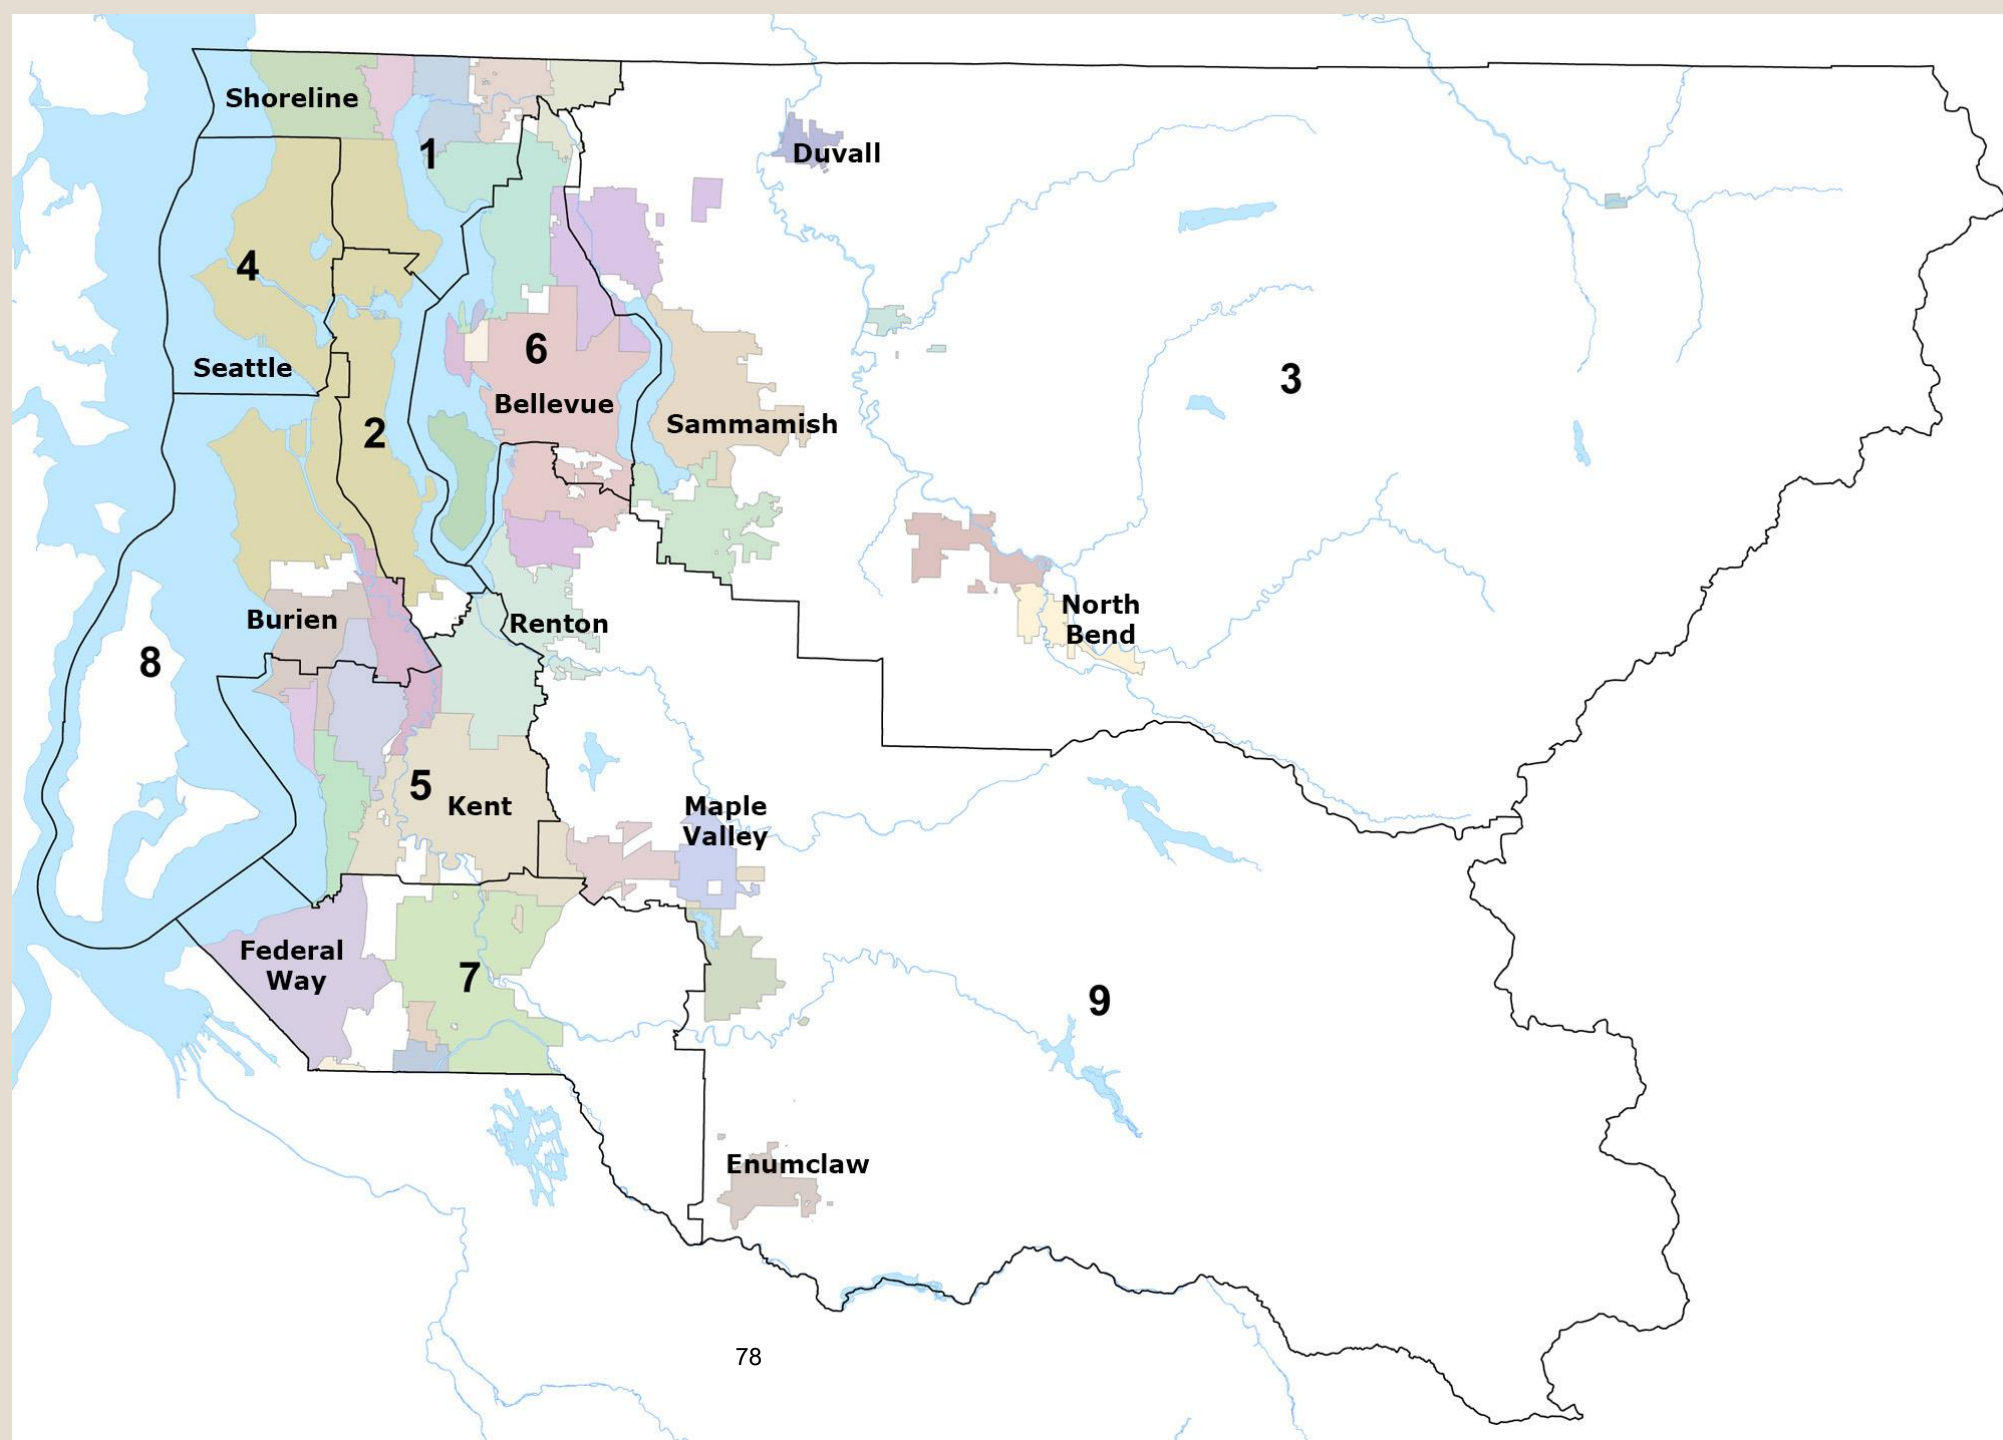 Shoreline
1
Duvall
4
6
Seattle
3
Bellevue
Sammamish
2
North
Bend
Burien
Renton
8
5
Kent
Maple
Valley
Federal
Way
7
9
Enumclaw
78